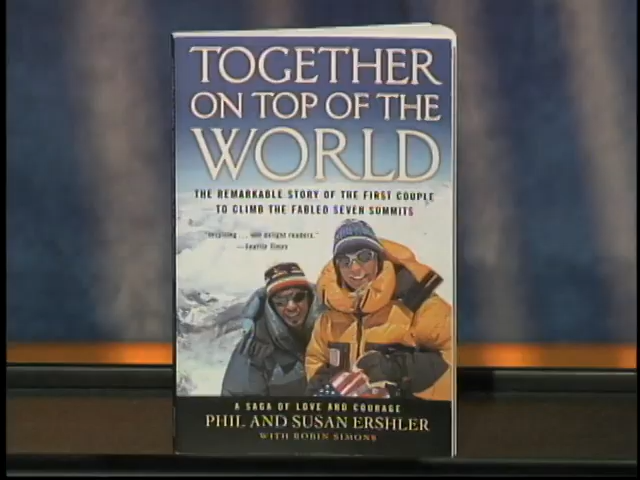 TOGETHER
ON TOP OF THE
WORLD
THE REMARKABLE STORY OF THE FIRST COUPLE
TO CLIMB THE FABLED SEVEN SUMMITS
"Inspiring . . . will delight readers."
—Seattle Times
A SAGA OF LOVE AND COURAGE
PHIL AND SUSAN ERSHLER
WITH ROBIN SIMONS